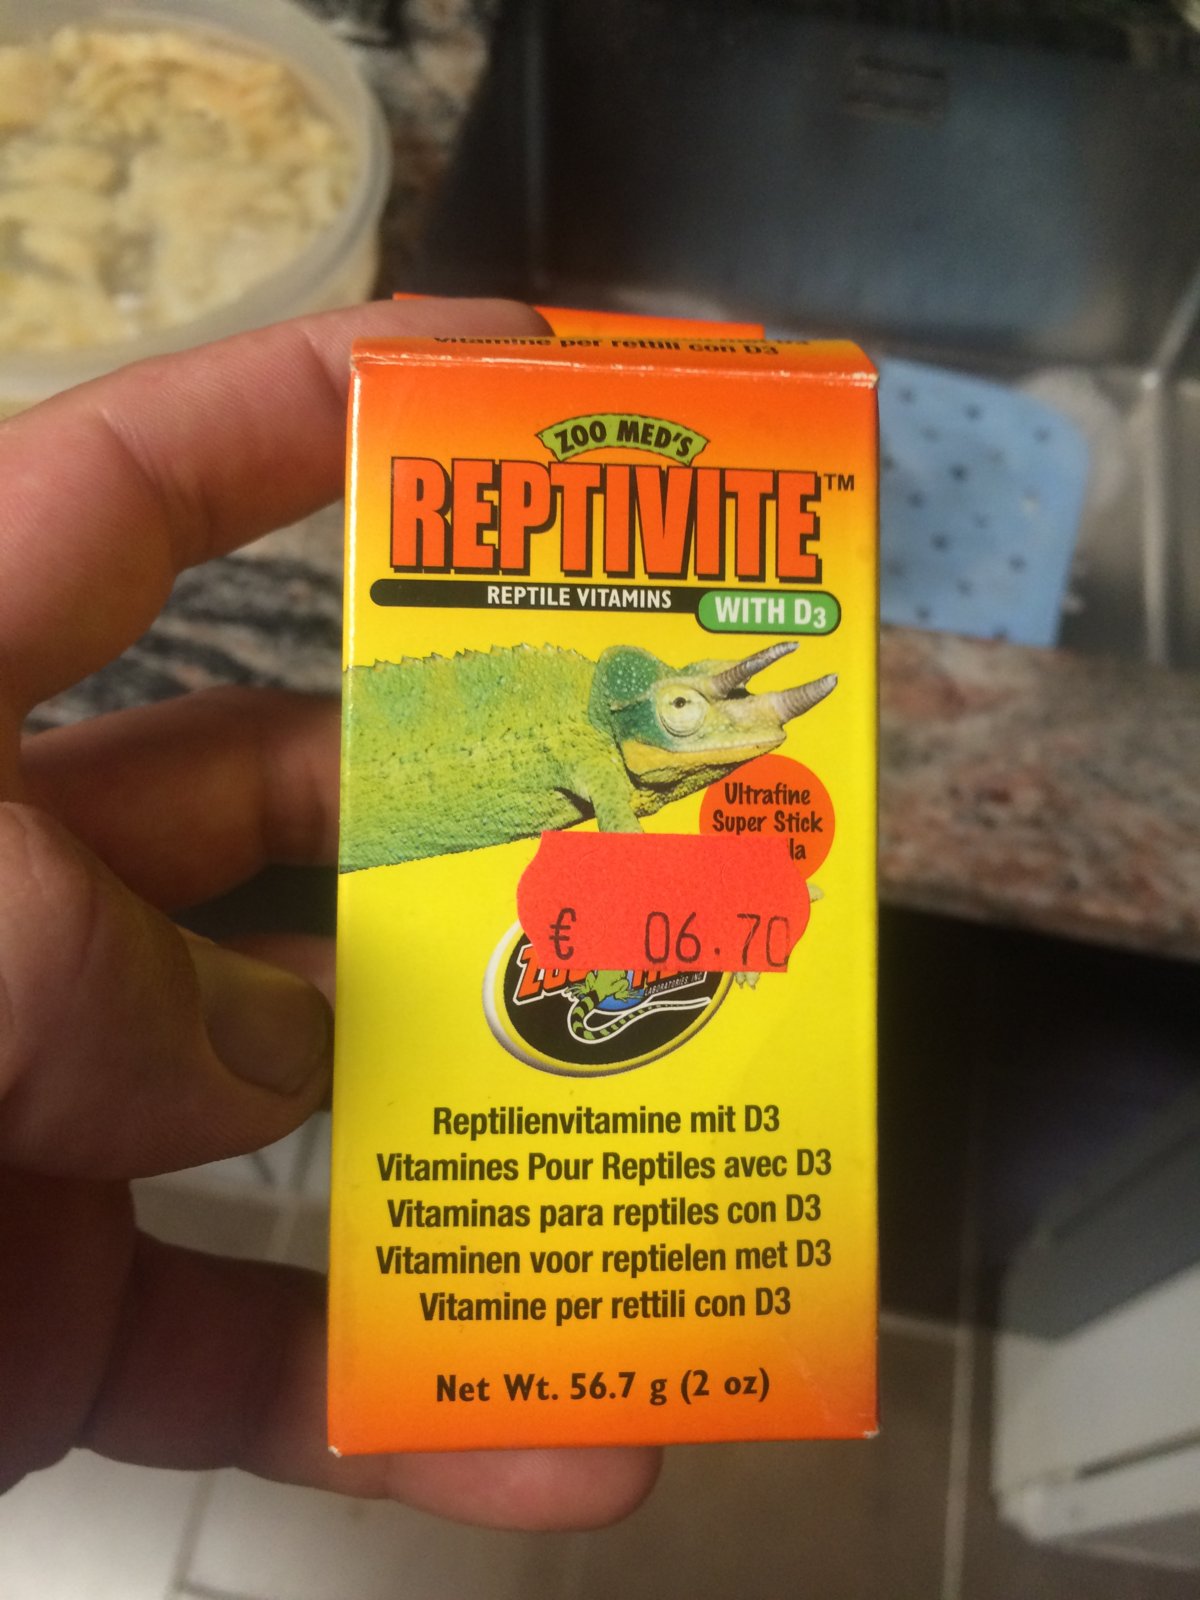 Vitamine per rettili con D3
ZOO MED'S
REPTIVITE™
REPTILE VITAMINS
WITH D3
Ultrafine
Super Stick
€ 06.70
LABORATORIES INC
Reptilienvitamine mit D3
Vitamines Pour Reptiles avec D3
Vitaminas para reptiles con D3
Vitaminen voor reptielen met D3
Vitamine per rettili con D3
Net Wt. 56.7 g (2 oz)